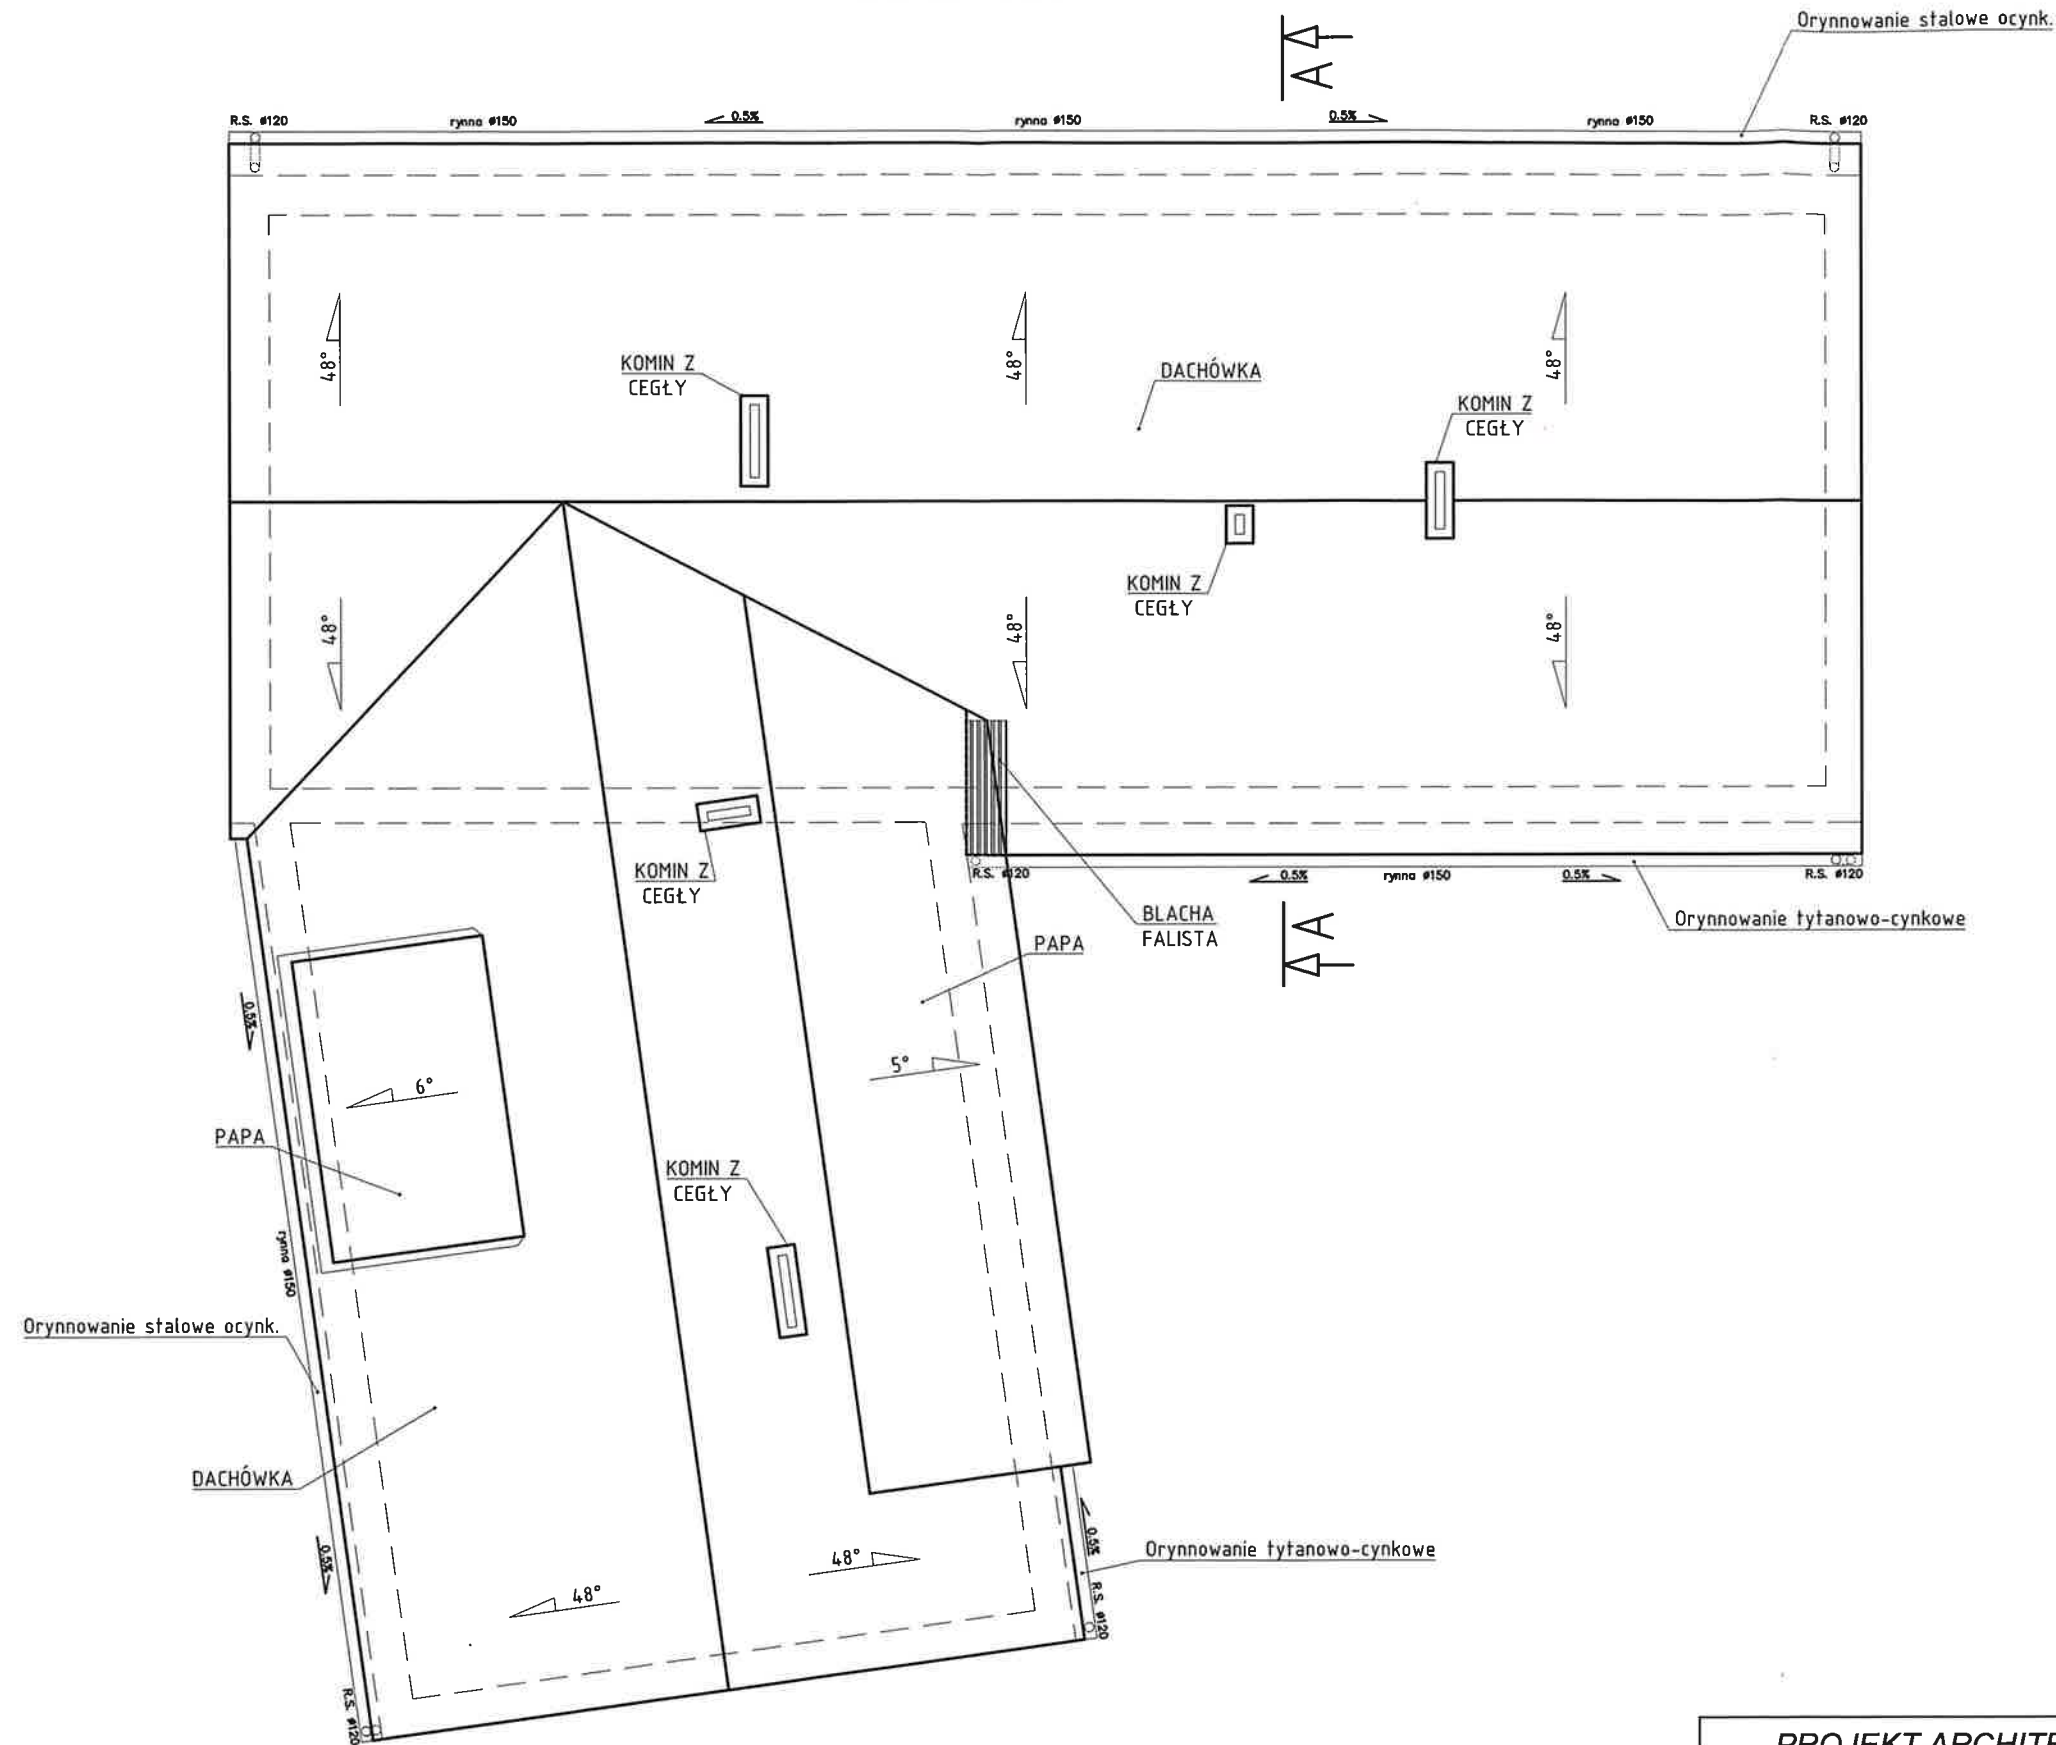 Orynnowanie stalowe ocynk.
A
R.S. ø120
rynna ø150
0.5%
rynna ø150
0.5%
rynna ø150
R.S. ø120
48°
48°
48°
KOMIN Z
CEGŁY
DACHÓWKA
KOMIN Z
CEGŁY
KOMIN Z
CEGŁY
48°
48°
48°
KOMIN Z
CEGŁY
R.S. ø120
0.5%
rynna ø150
0.5%
R.S. ø120
BLACHA
FALISTA
A
Orynnowanie tytanowo-cynkowe
PAPA
0.5%
5°
6°
PAPA
KOMIN Z
CEGŁY
rynna ø150
Orynnowanie stalowe ocynk.
DACHÓWKA
0.5%
48°
48°
0.5%
Orynnowanie tytanowo-cynkowe
R.S. ø120
R.S. ø120